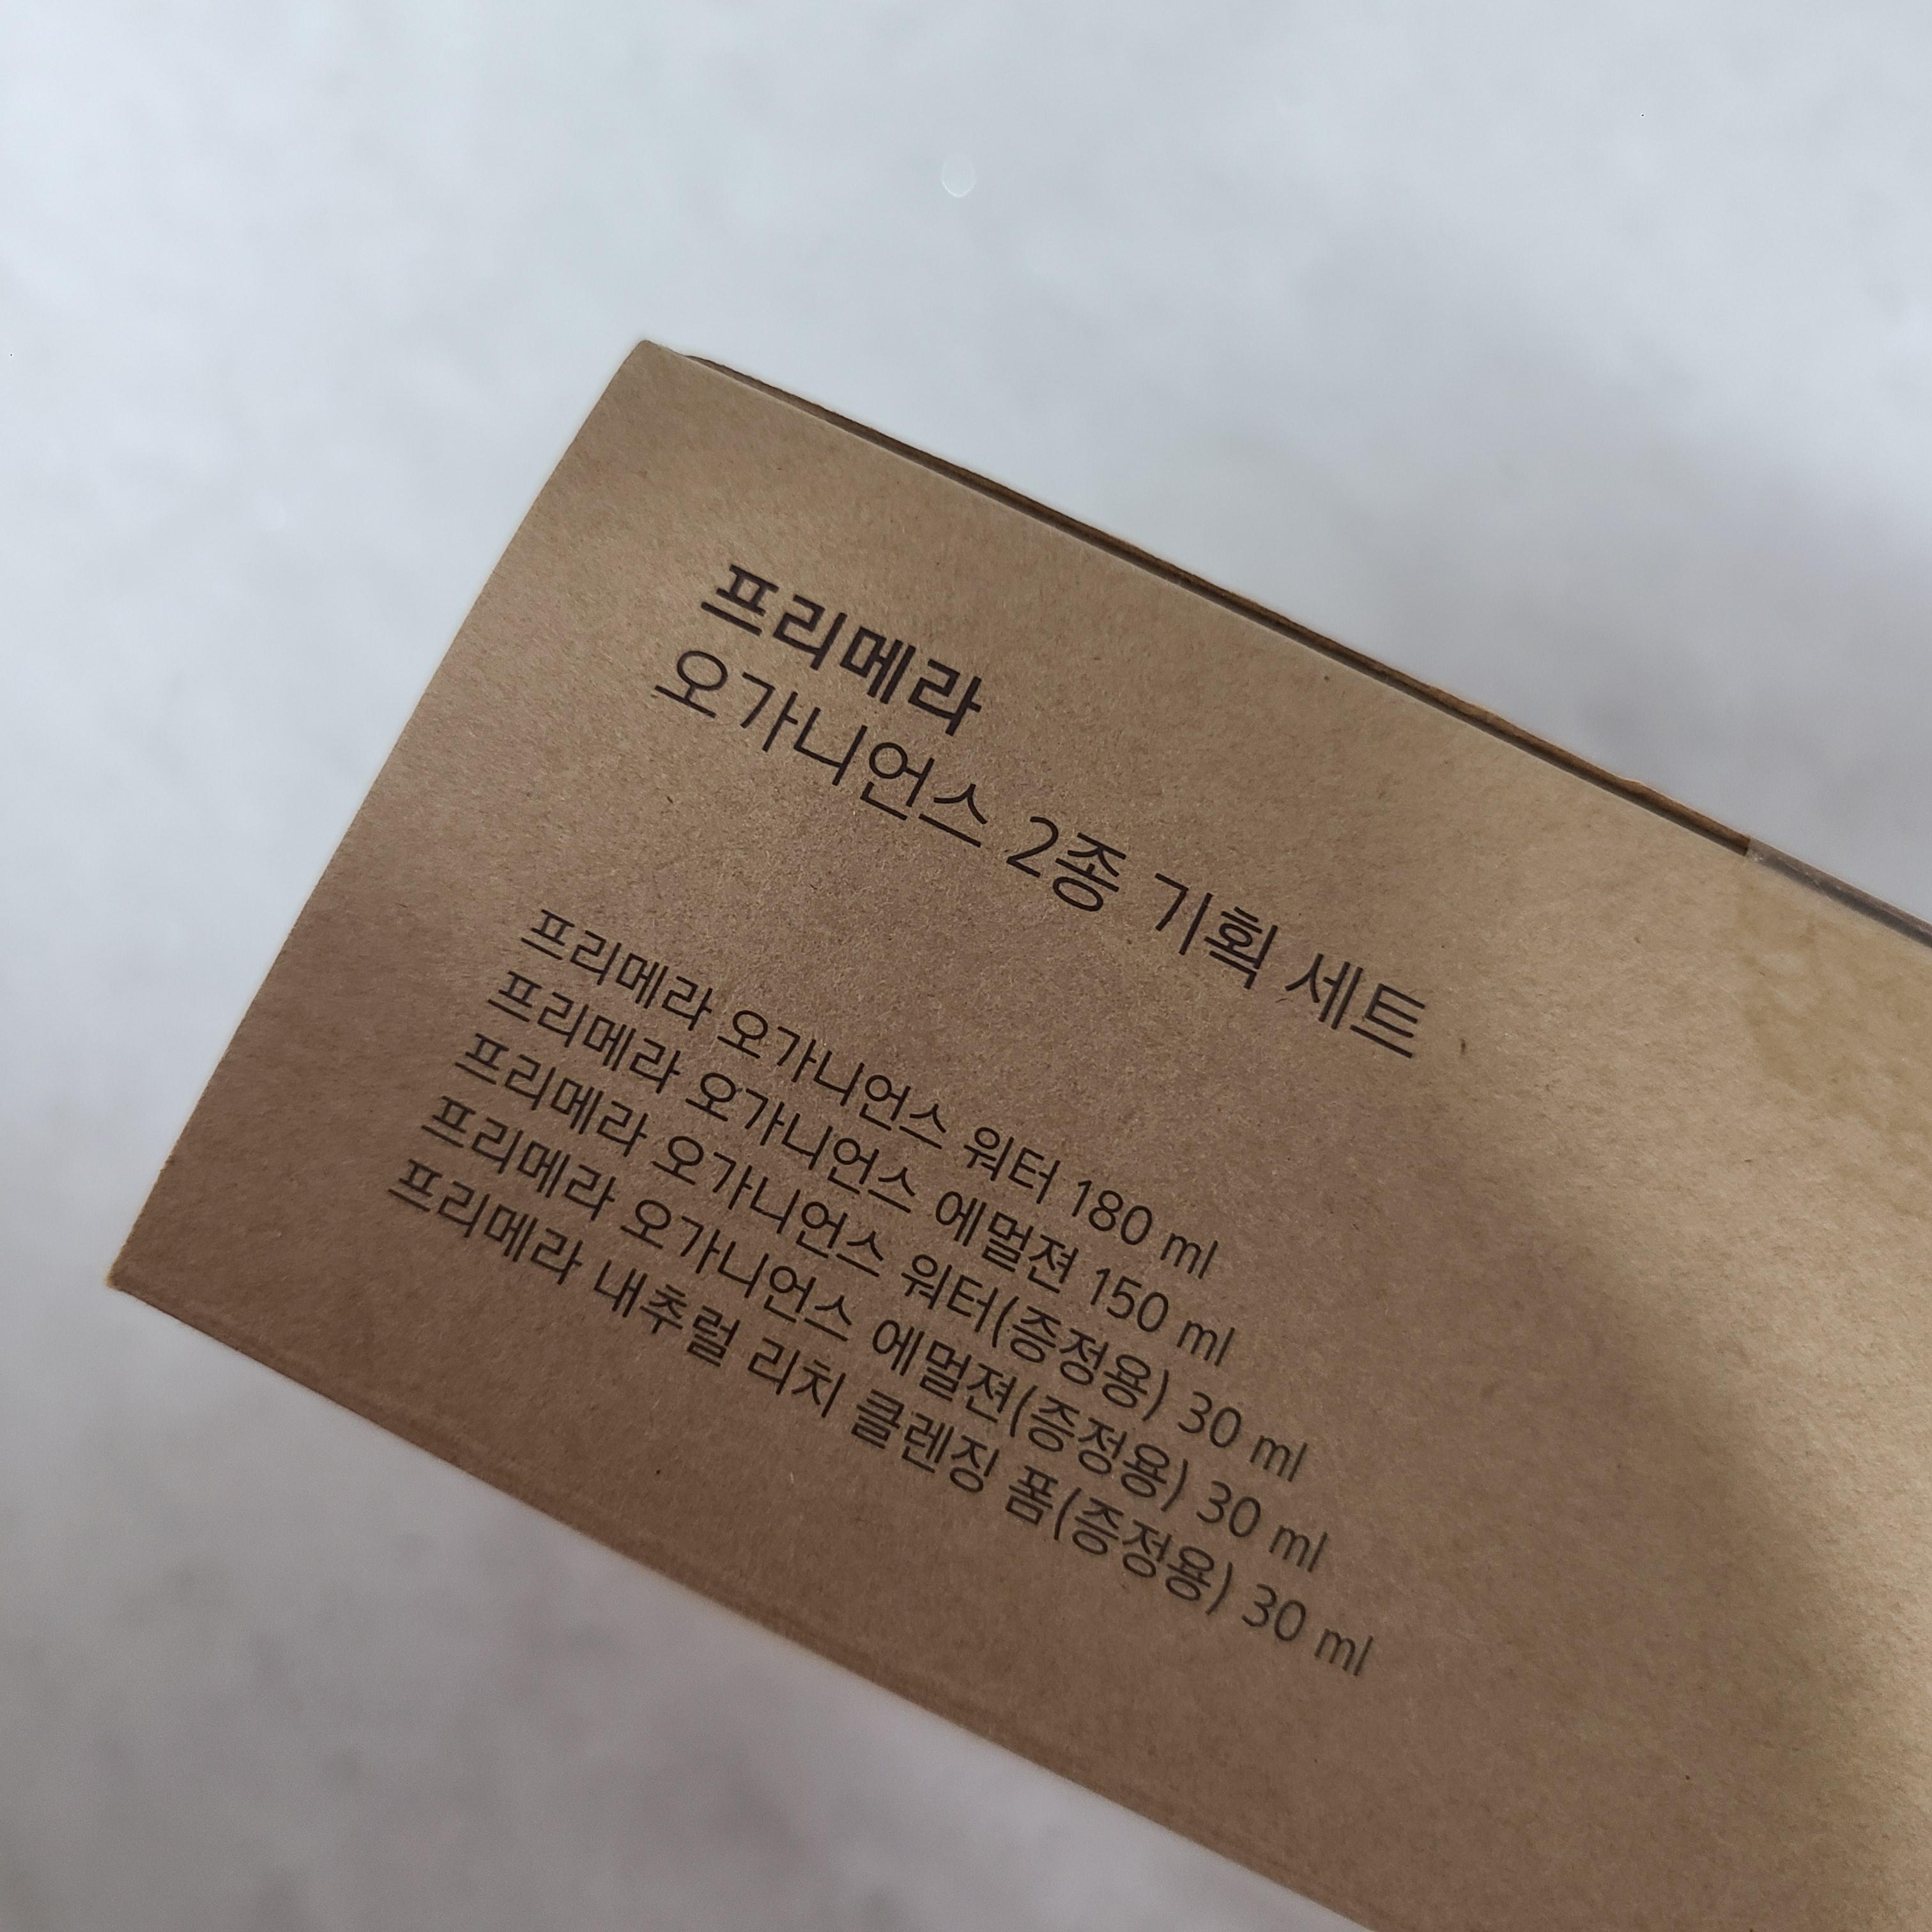 프리메라
오가니언스 2종 기획 세트
프리메라 오가니언스 워터 180 ml
프리메라 오가니언스 에멀젼 150 ml
프리메라 오가니언스 워터(증정용) 30 ml
프리메라 오가니언스 에멀젼(증정용) 30 ml
프리메라 내추럴 리치 클렌징 폼(증정용) 30 ml